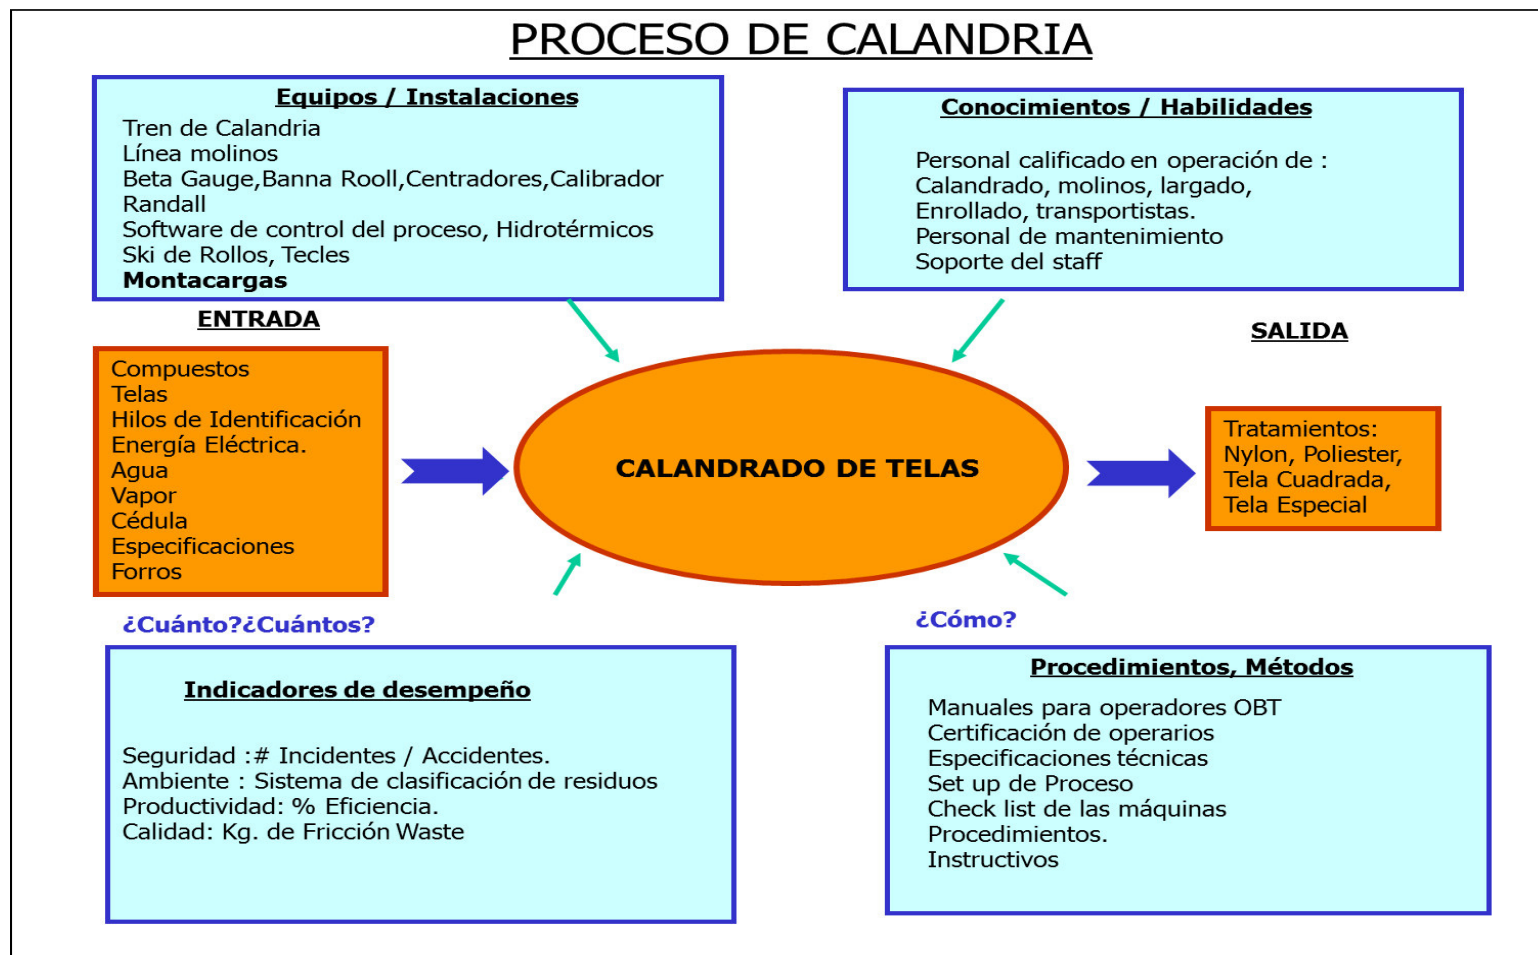 PROCESO DE CALANDRIA
Equipos / Instalaciones
Tren de Calandria
Línea molinos
Beta Gauge,Banna Rooll,Centradores,Calibrador
Randall
Software de control del proceso, Hidrotérmicos
Ski de Rollos, Tecles
Montacargas
Conocimientos / Habilidades
Personal calificado en operación de :
Calandrado, molinos, largado,
Enrollado, transportistas.
Personal de mantenimiento
Soporte del staff
ENTRADA
Compuestos
Telas
Hilos de Identificación
Energía Eléctrica.
Agua
Vapor
Cédula
Especificaciones
Forros
CALANDRADO DE TELAS
SALIDA
Tratamientos:
Nylon, Poliester,
Tela Cuadrada,
Tela Especial
¿Cuánto?¿Cuántos?
Indicadores de desempeño
Seguridad :# Incidentes / Accidentes.
Ambiente : Sistema de clasificación de residuos
Productividad: % Eficiencia.
Calidad: Kg. de Fricción Waste
¿Cómo?
Procedimientos, Métodos
Manuales para operadores OBT
Certificación de operarios
Especificaciones técnicas
Set up de Proceso
Check list de las máquinas
Procedimientos.
Instructivos